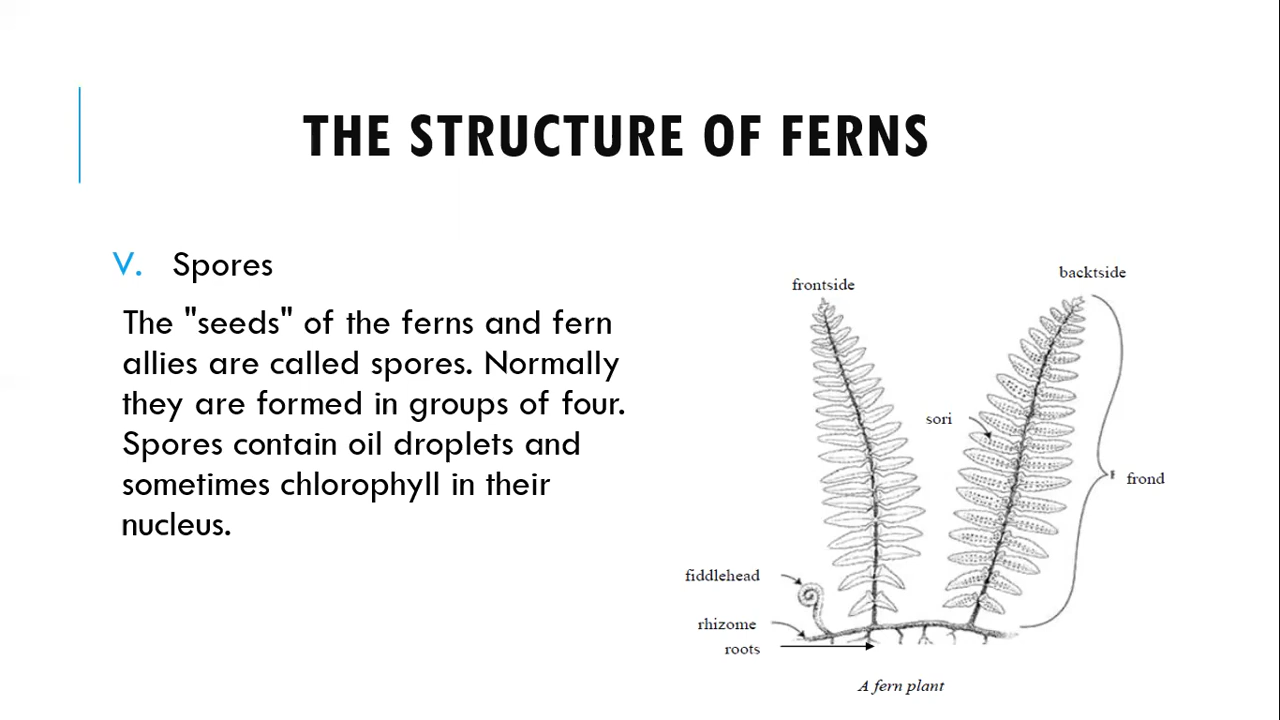 THE STRUCTURE OF FERNS
V. Spores
The "seeds" of the ferns and fern
allies are called spores. Normally
they are formed in groups of four.
Spores contain oil droplets and
sometimes chlorophyll in their
nucleus.
frontside
backtside
sori
frond
fiddlehead
rhizome
roots
A fern plant